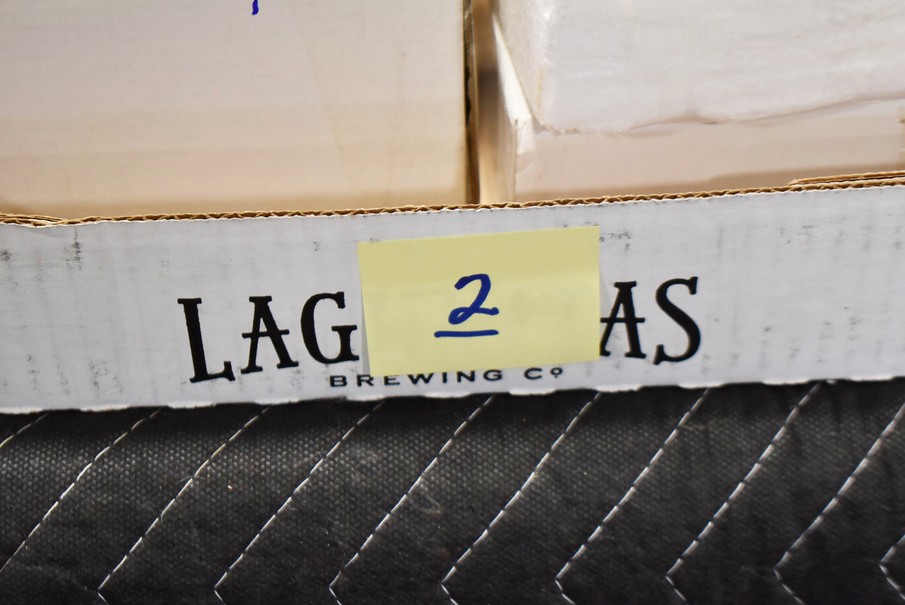 2
LAG AS
BREWING Cº